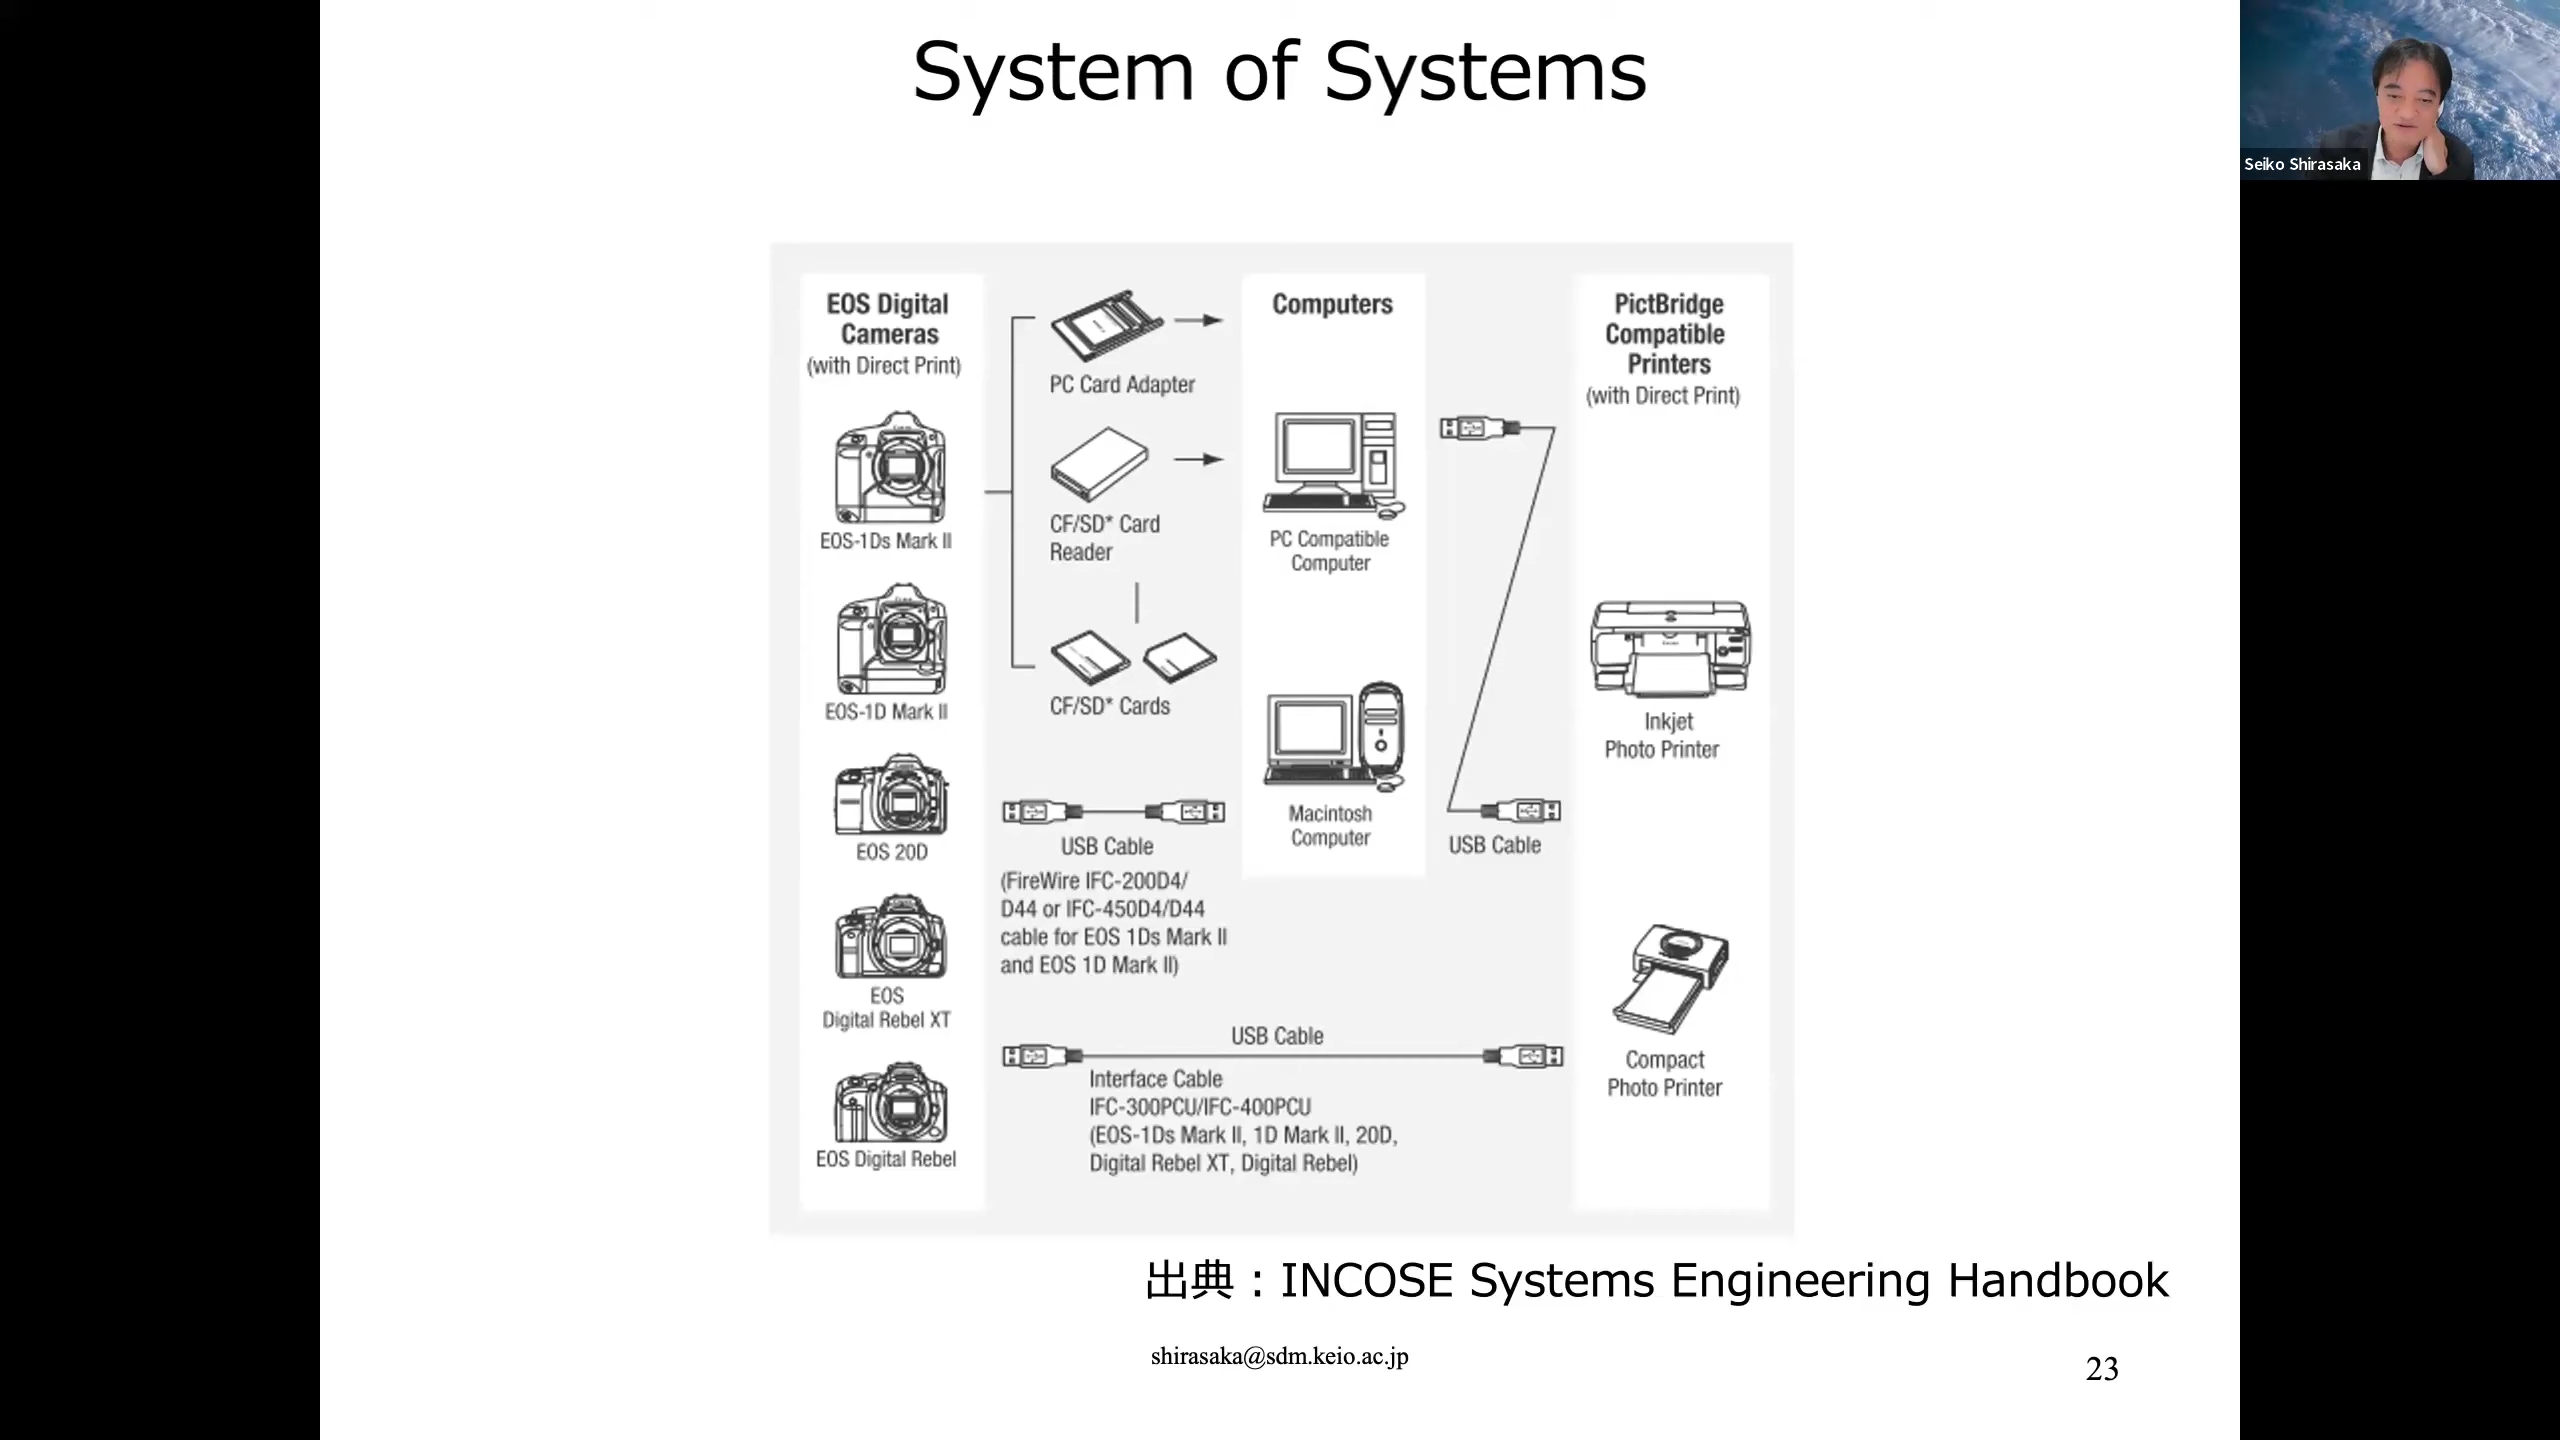 System of Systems
Seiko Shirasaka
EOS Digital
Cameras
(with Direct Print)
EOS-1Ds Mark II
EOS-1D Mark II
EOS 20D
EOS
Digital Rebel XT
EOS Digital Rebel
PC Card Adapter
CF/SD* Card
Reader
CF/SD* Cards
USB Cable
(FireWire IFC-200D4/
D44 or IFC-450D4/D44
cable for EOS 1Ds Mark II
and EOS 1D Mark II)
Computers
PC Compatible
Computer
Macintosh
Computer
USB Cable
PictBridge
Compatible
Printers
(with Direct Print)
Inkjet
Photo Printer
Compact
Photo Printer
USB Cable
Interface Cable
IFC-300PCU/IFC-400PCU
(EOS-1Ds Mark II, 1D Mark II, 20D,
Digital Rebel XT, Digital Rebel)
出典：INCOSE Systems Engineering Handbook
shirasaka@sdm.keio.ac.jp
23